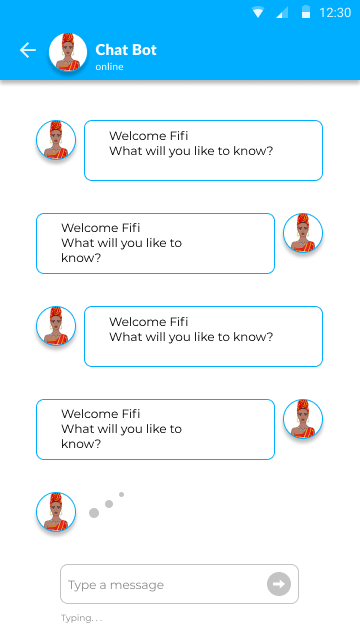 12:30
Chat Bot
online
Welcome Fifi
What will you like to know?
Welcome Fifi
What will you like to
know?
Welcome Fifi
What will you like to know?
Welcome Fifi
What will you like to
know?
Type a message
Typing. . .